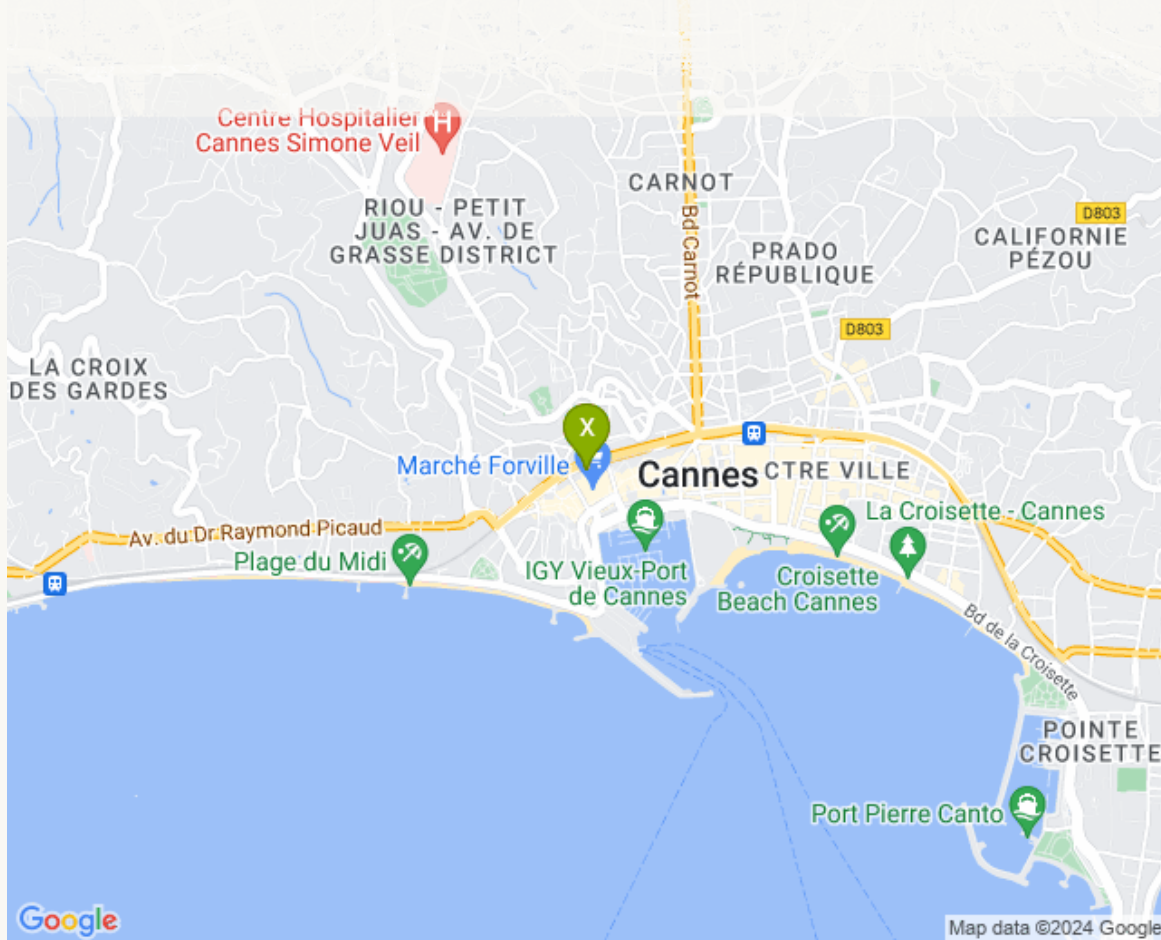 Centre Hospitalier
Cannes Simone Veil
H
CARNOT
RIOU - PETIT
JUAS - AV. DE
GRASSE DISTRICT
Bd Carnot
D803
CALIFORNIE
PÉZOU
PRADO
RÉPUBLIQUE
D803
LA CROIX
DES GARDES
X
Marché Forville
Cannes
CTRE VILLE
La Croisette - Cannes
Av. du Dr Raymond Picaud
Plage du Midi
IGY Vieux-Port
de Cannes
Croisette
Beach Cannes
Bd de la Croisette
POINTE
CROISETTE
Port Pierre Canto
Google
Map data ©2024 Google